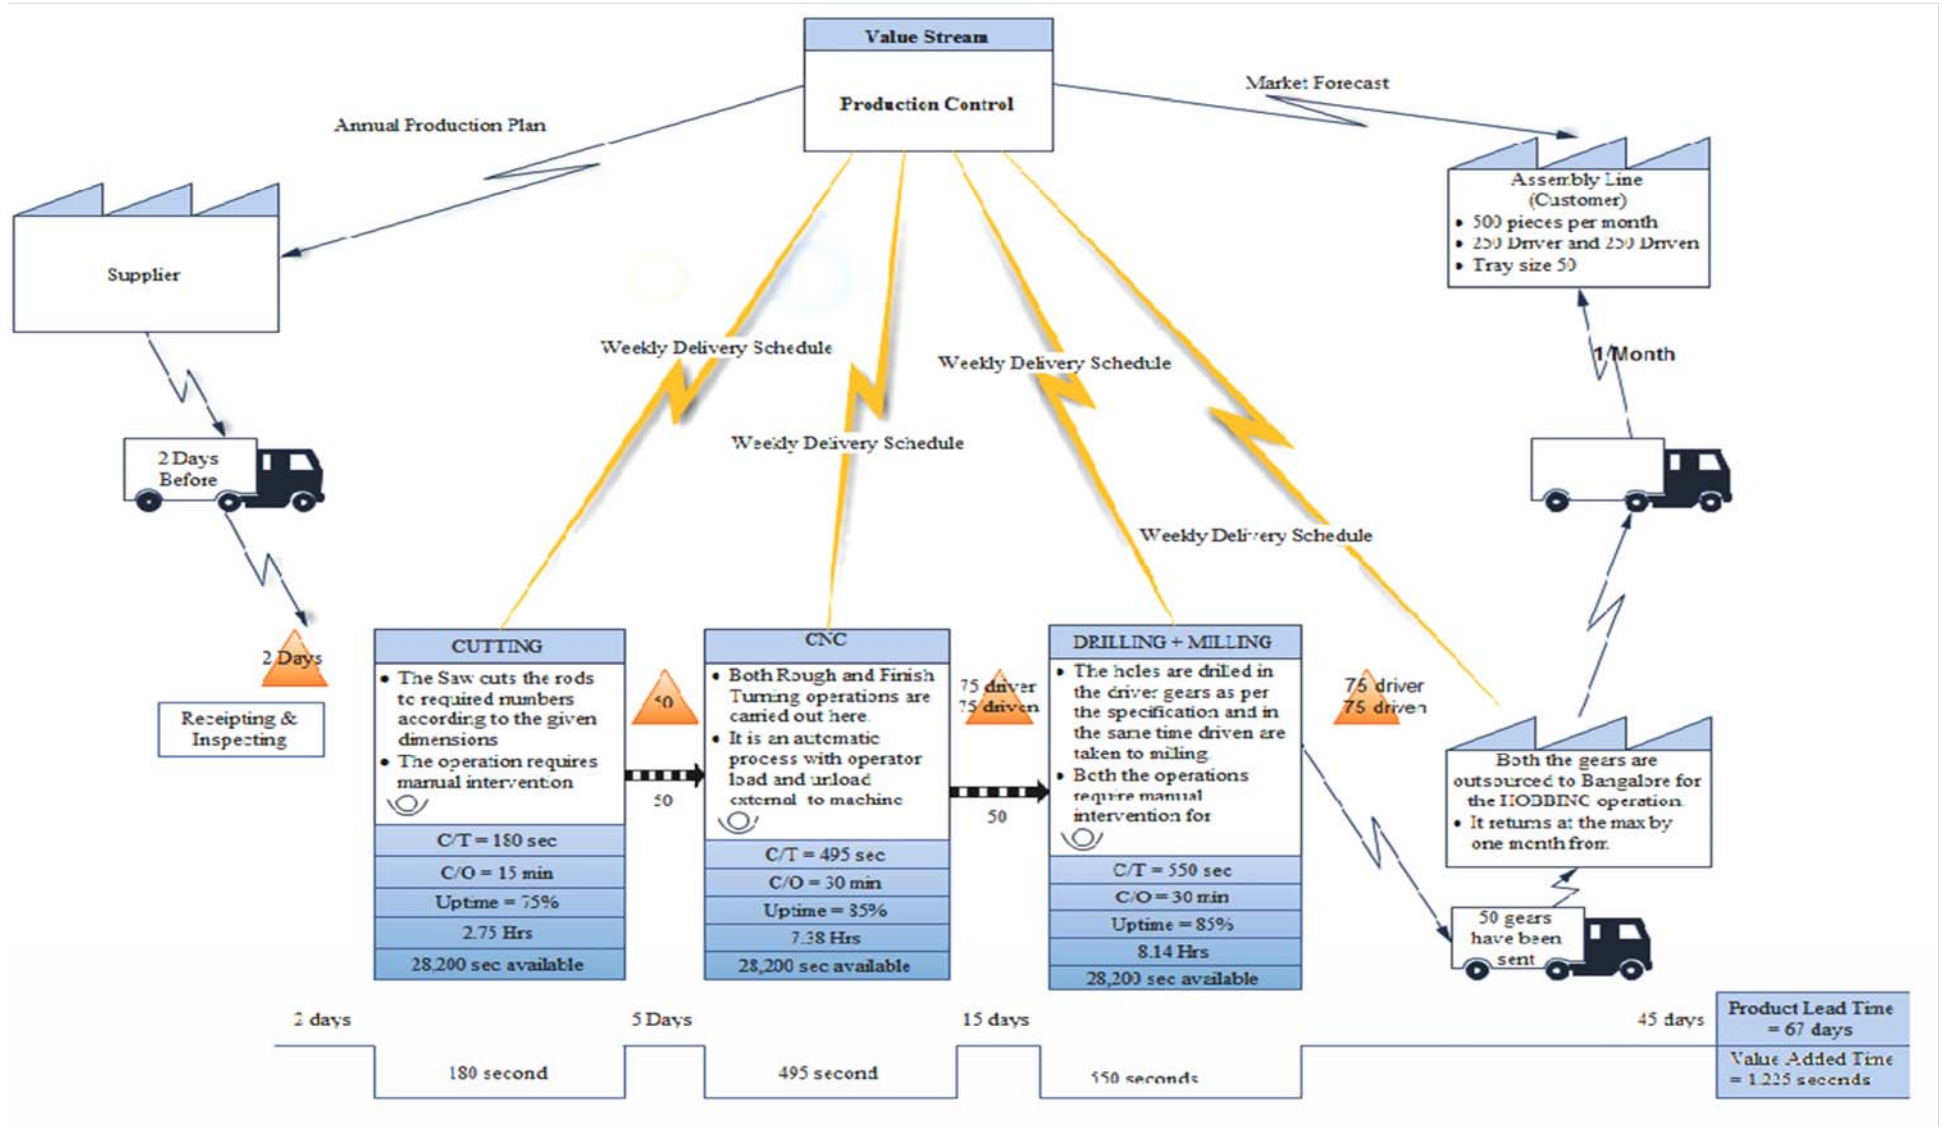 Value Stream
Production Control
Annual Production Plan
Market Forecast
Supplier
Assembly Line
(Customer)
• 500 pieces per month
• 250 Driver and 250 Driven
• Tray size 50
Weekly Delivery Schedule
Weekly Delivery Schedule
Weekly Delivery Schedule
Weekly Delivery Schedule
1 Month
2 Days
Before
2 Days
Receipting &
Inspecting
CUTTING
• The Saw cuts the rods
to required numbers
according to the given
dimensions
• The operation requires
manual intervention
C/T = 180 sec
C/O = 15 min
Uptime = 75%
2.75 Hrs
28,200 sec available
50
50
CNC
• Both Rough and Finish
Turning operations are
carried out here.
• It is an automatic
process with operator
load and unload
external to machine
C/T = 495 sec
C/O = 30 min
Uptime = 85%
7.38 Hrs
28,200 sec available
75 driver
75 driven
50
DRILLING + MILLING
• The holes are drilled in
the driver gears as per
the specification and in
the same time driven are
taken to milling.
• Both the operations
require manual
intervention for
C/T = 550 sec
C/O = 30 min
Uptime = 85%
8.14 Hrs
28,200 sec available
75 driver
75 driven
Both the gears are
outsourced to Bangalore for
the HOBBING operation.
• It returns at the max by
one month from
50 gears
have been
sent
2 days
5 Days
15 days
45 days
180 second
495 second
550 seconds
Product Lead Time
= 67 days
Value Added Time
= 1225 seconds